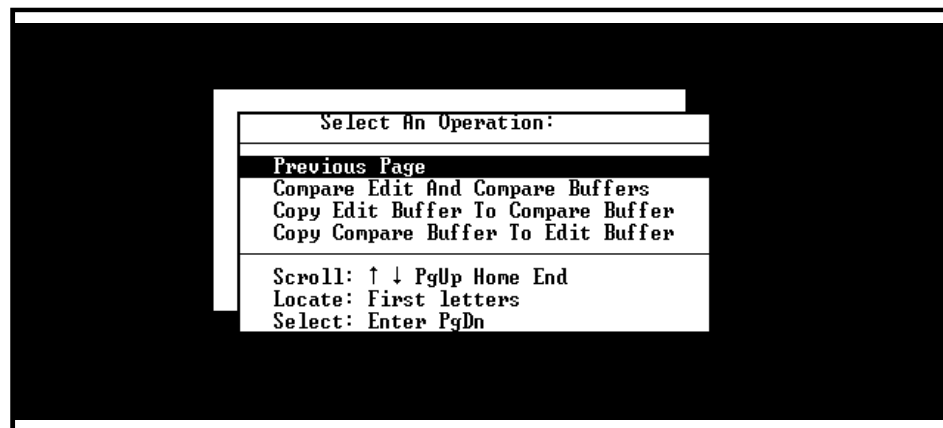 Select An Operation:
Previous Page
Compare Edit And Compare Buffers
Copy Edit Buffer To Compare Buffer
Copy Compare Buffer To Edit Buffer
Scroll: ↑ ↓ PgUp Home End
Locate: First letters
Select: Enter PgDn